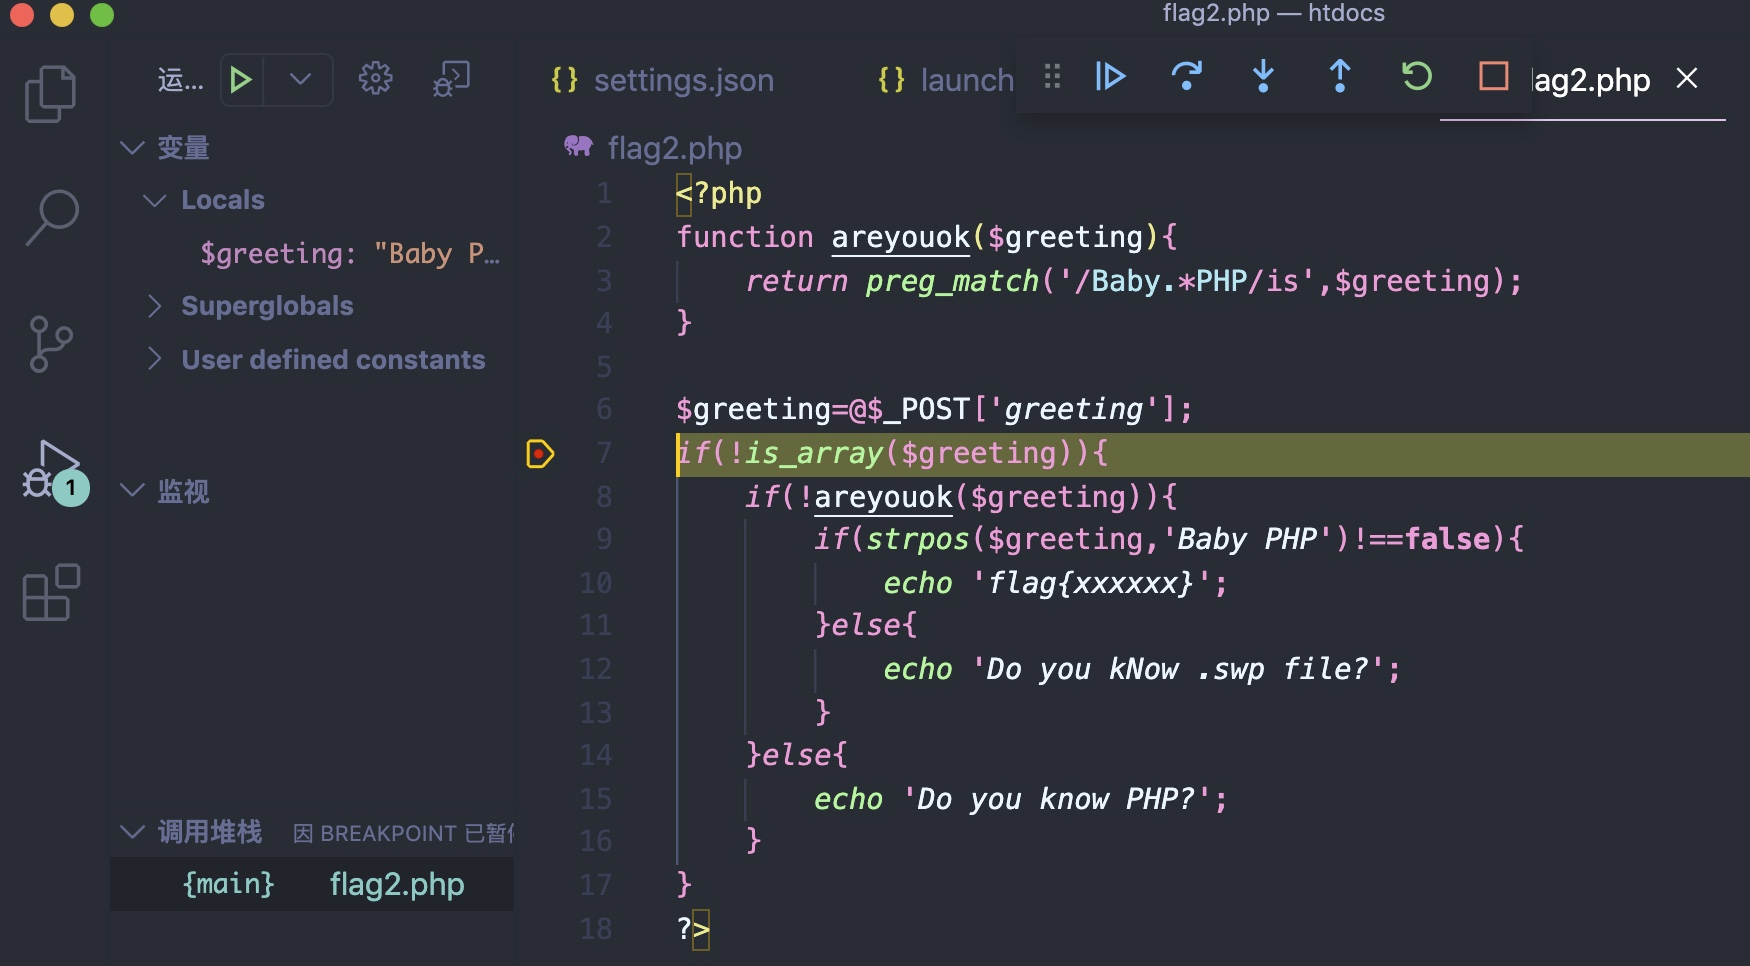 flag2.php — htdocs
运...
settings.json
launch
lag2.php
变量
Locals
$greeting: "Baby P…
Superglobals
User defined constants
1
监视
调用堆栈 因 BREAKPOINT 已暂
{main} flag2.php
flag2.php
1 <?php
2 function areyouok($greeting){
3 return preg_match('/Baby.*PHP/is',$greeting);
4 }
5
6 $greeting=@$_POST['greeting'];
7 if(!is_array($greeting)){
8 if(!areyouok($greeting)){
9 if(strpos($greeting,'Baby PHP')!==false){
10 echo 'flag{xxxxxx}';
11 }else{
12 echo 'Do you kNow .swp file?';
13 }
14 }else{
15 echo 'Do you know PHP?';
16 }
17 }
18 ?>